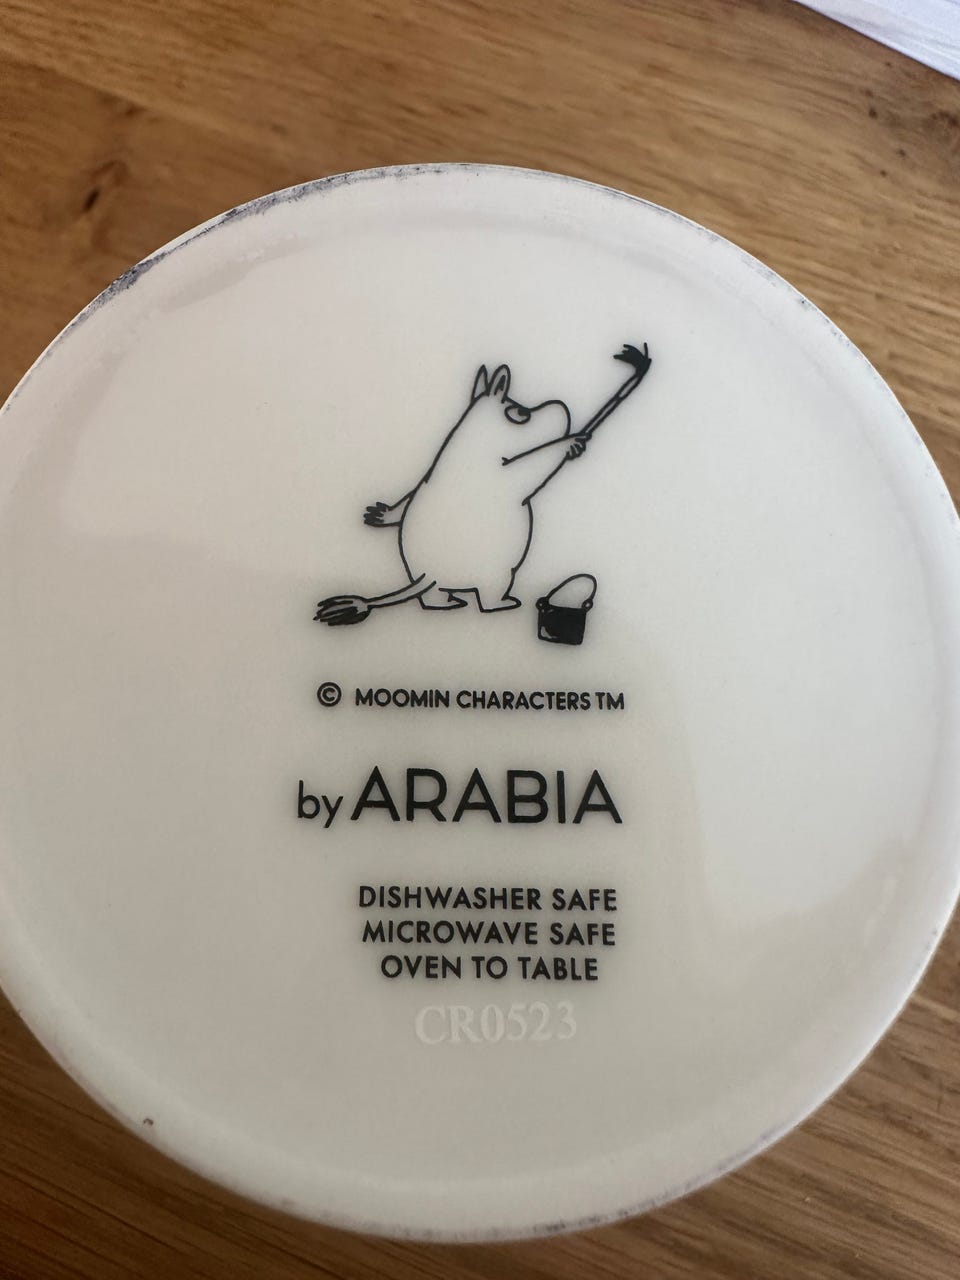 © MOOMIN CHARACTERS TM
by ARABIA
DISHWASHER SAFE
MICROWAVE SAFE
OVEN TO TABLE
CR0523